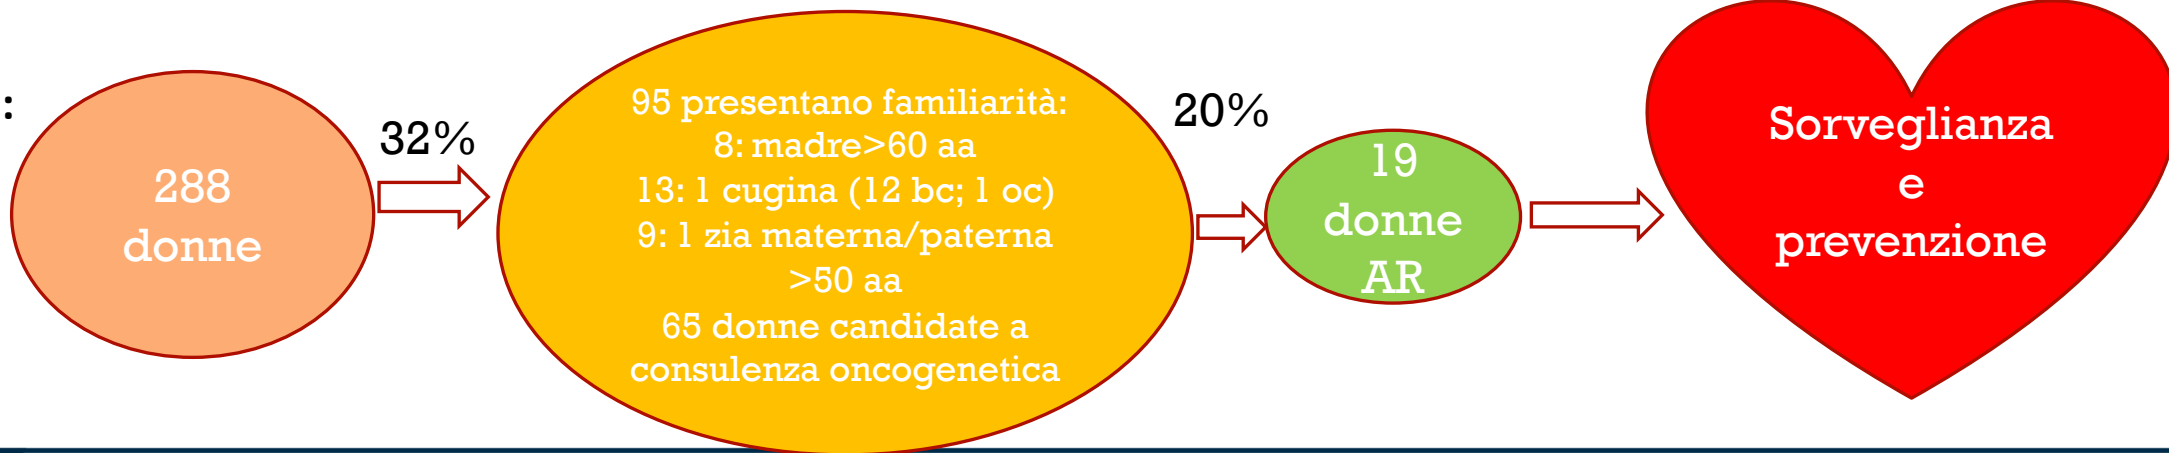 :
288
donne
32%
95 presentano familiarità:
8: madre>60 aa
13: 1 cugina (12 bc; 1 oc)
9: 1 zia materna/paterna
>50 aa
65 donne candidate a
consulenza oncogenetica
20%
19
donne
AR
Sorveglianza
e
prevenzione